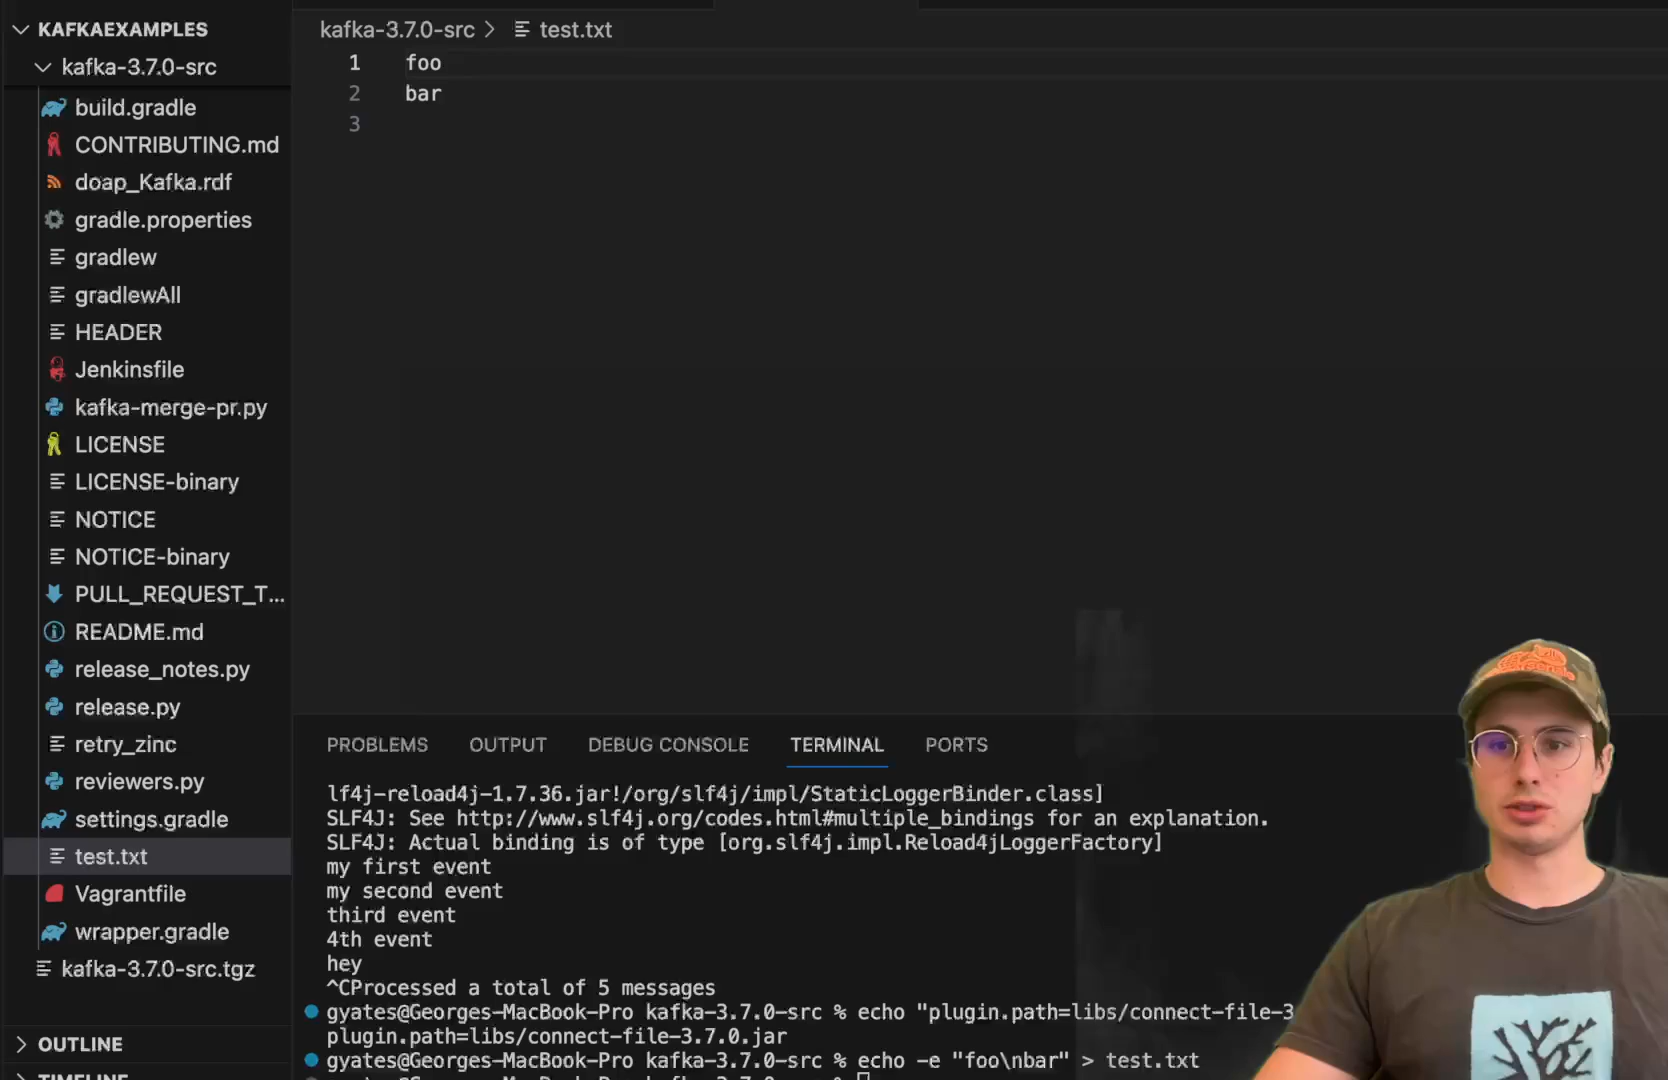 KAFKAEXAMPLES
kafka-3.7.0-src
build.gradle
CONTRIBUTING.md
doap_Kafka.rdf
gradle.properties
gradlew
gradlewAll
HEADER
Jenkinsfile
kafka-merge-pr.py
LICENSE
LICENSE-binary
NOTICE
NOTICE-binary
PULL_REQUEST_T...
README.md
release_notes.py
release.py
retry_zinc
reviewers.py
settings.gradle
test.txt
Vagrantfile
wrapper.gradle
kafka-3.7.0-src.tgz
OUTLINE
TIMELINE
kafka-3.7.0-src > test.txt
1 foo
2 bar
3
PROBLEMS OUTPUT DEBUG CONSOLE TERMINAL PORTS
lf4j-reload4j-1.7.36.jar!/org/slf4j/impl/StaticLoggerBinder.class]
SLF4J: See http://www.slf4j.org/codes.html#multiple_bindings for an explanation.
SLF4J: Actual binding is of type [org.slf4j.impl.Reload4jLoggerFactory]
my first event
my second event
third event
4th event
hey
^CProcessed a total of 5 messages
gyates@Georges-MacBook-Pro kafka-3.7.0-src % echo "plugin.path=libs/connect-file-3
plugin.path=libs/connect-file-3.7.0.jar
gyates@Georges-MacBook-Pro kafka-3.7.0-src % echo -e "foo\nbar" > test.txt